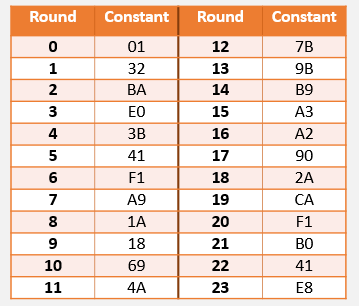 Round Constant Round Constant
0 01 12 7B
1 32 13 9B
2 BA 14 B9
3 E0 15 A3
4 3B 16 A2
5 41 17 90
6 F1 18 2A
7 A9 19 CA
8 1A 20 F1
9 18 21 B0
10 69 22 41
11 4A 23 E8